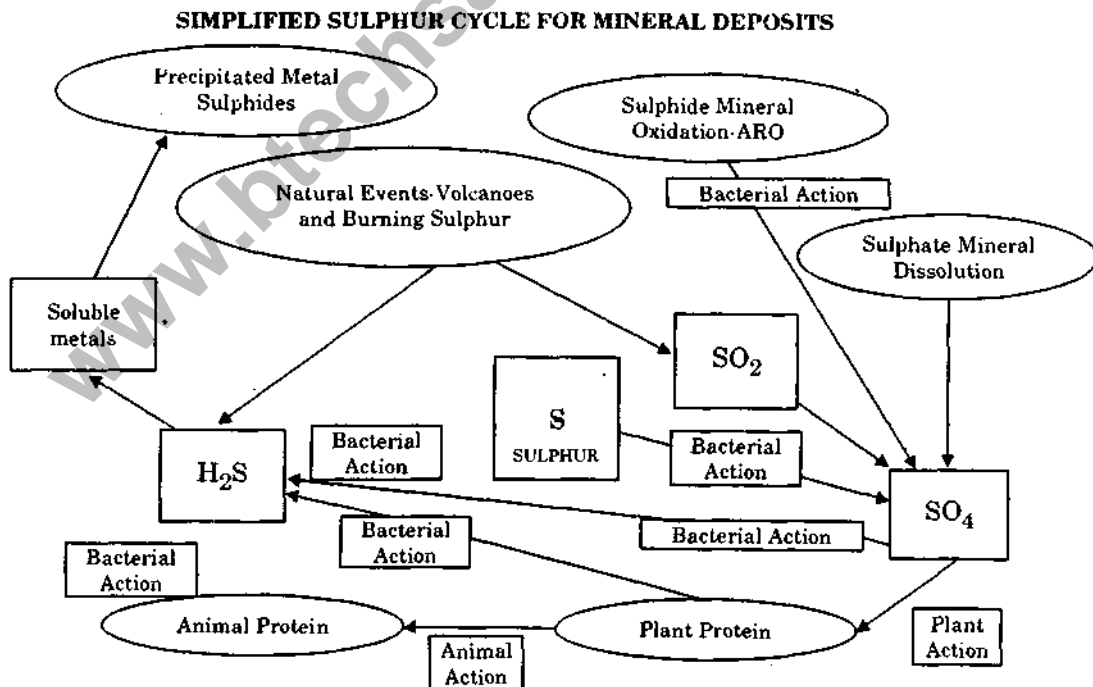 SIMPLIFIED SULPHUR CYCLE FOR MINERAL DEPOSITS
Precipitated Metal
Sulphides
Sulphide Mineral
Oxidation-ARO
Natural Events-Volcanoes
and Burning Sulphur
Bacterial Action
Sulphate Mineral
Dissolution
Soluble
metals
SO2
S
SULPHUR
Bacterial
Action
H2S
Bacterial
Action
SO4
Bacterial
Action
Bacterial Action
Bacterial
Action
Animal Protein
Plant Protein
Plant
Action
Animal
Action
www.btechsa